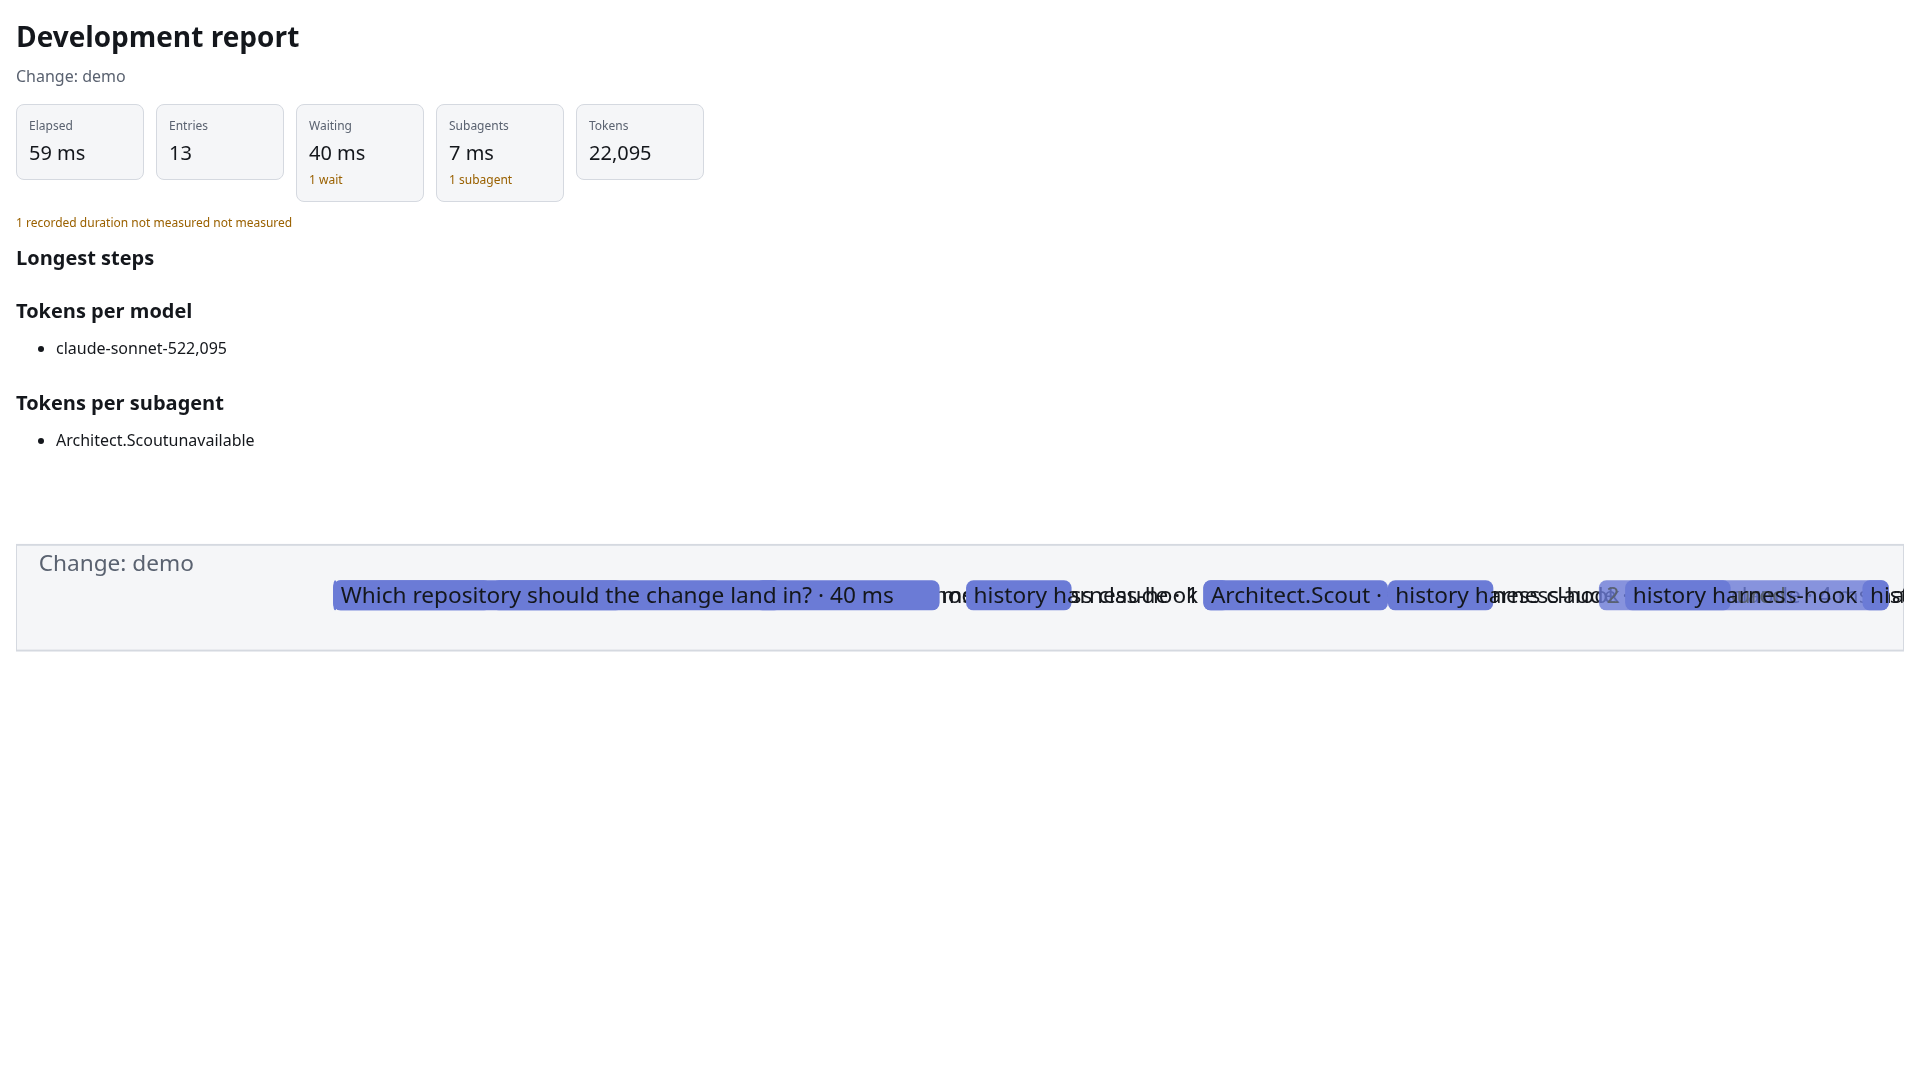 Development report
Change: demo
Elapsed
59 ms
Entries
13
Waiting
40 ms
1 wait
Subagents
7 ms
1 subagent
Tokens
22,095
1 recorded duration not measured not measured
Longest steps
Tokens per model
claude-sonnet-522,095
Tokens per subagent
Architect.Scoutunavailable
Change: demo
Which repository should the change land in? · 40 ms
history
Architect.Scout ·
history
history harness-hook